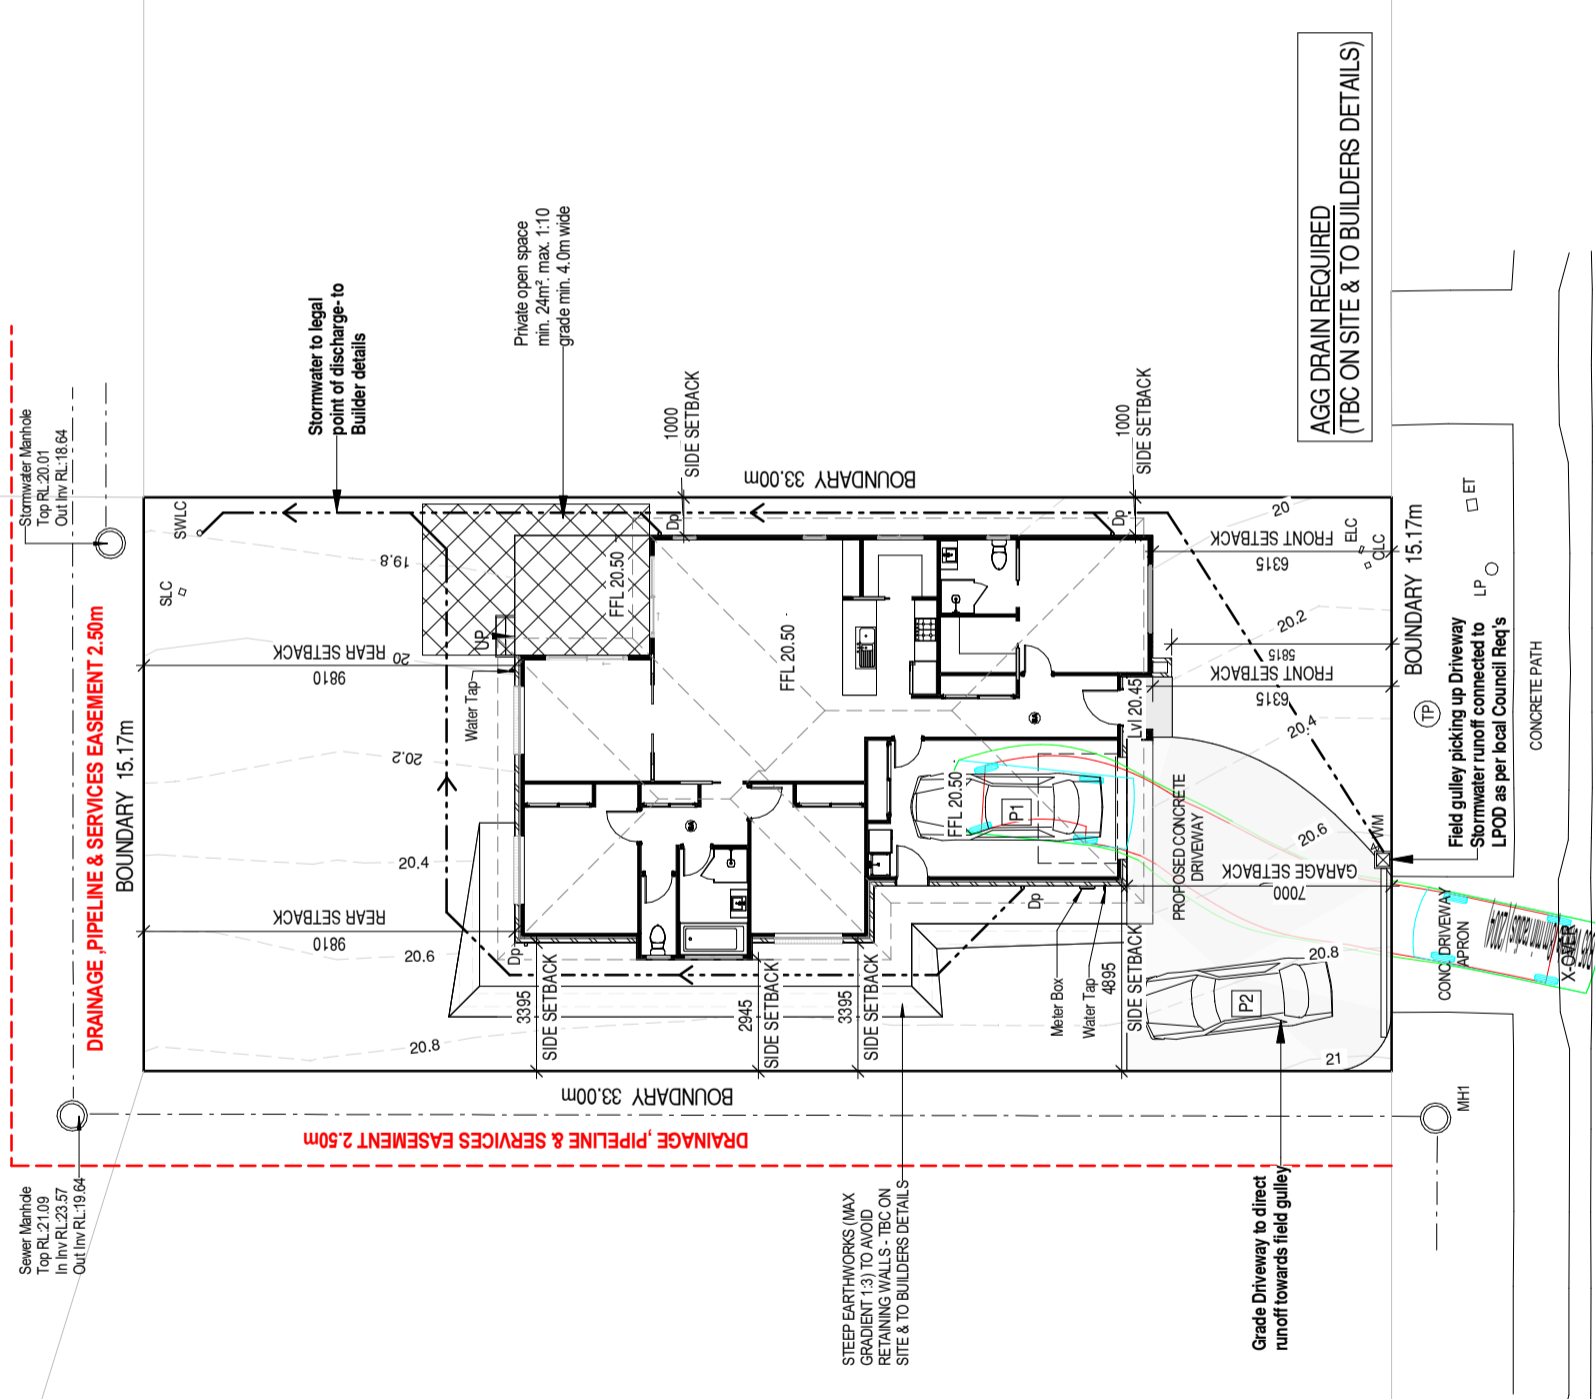 Stormwater Manhole
Top RL:20.01
Out Inv RL:18.64
Sewer Manhole
Top RL:21.09
In Inv RL:23.57
Out Inv RL:19.64
DRAINAGE ,PIPELINE & SERVICES EASEMENT 2.50m
BOUNDARY 15.17m
SLC
SWLC
Stormwater to legal
point of discharge- to
Builder details
Private open space
min. 24m². max. 1:10
grade min. 4.0m wide
REAR SETBACK
9810
REAR SETBACK
9810
19.8
20
20.2
20.4
20.6
20.8
Water Tap
UP
FFL 20.50
Dp
Dp
1000
SIDE SETBACK
BOUNDARY 33.00m
1000
SIDE SETBACK
Dp
FFL 20.50
FFL 20.50
P1
Lvl 20.45
Dp
3395
SIDE SETBACK
2945
SIDE SETBACK
3395
SIDE SETBACK
Meter Box
Water Tap
4895
SIDE SETBACK
BOUNDARY 33.00m
DRAINAGE ,PIPELINE & SERVICES EASEMENT 2.50m
STEEP EARTHWORKS (MAX
GRADIENT 1:3) TO AVOID
RETAINING WALLS - TBC ON
SITE & TO BUILDERS DETAILS
PROPOSED CONCRETE
DRIVEWAY
P2
GARAGE SETBACK
7000
FRONT SETBACK
6315
5815
FRONT SETBACK
6315
20
20.2
20.4
20.6
20.8
21
WM
ELC
OLC
BOUNDARY 15.17m
ET
LP
TP
Field gulley picking up Driveway
Stormwater runoff connected to
LPOD as per local Council Req's
Grade Driveway to direct
runoff towards field gulley
CONC. DRIVEWAY
APRON
X-OVER
CONCRETE PATH
MH1
AGG DRAIN REQUIRED
(TBC ON SITE & TO BUILDERS DETAILS)